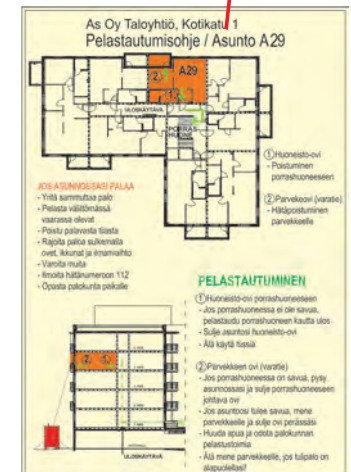 As Oy Taloyhtiö, Kotikatu 1
Pelastautumisohje / Asunto A29
A29
②
①
ULOSKÄYTÄVÄ
PORRAS
HUONE
①Huoneisto-ovi
- Poistuminen
porrashuoneeseen
②Parvekeovi (varatie)
- Hätäpoistuminen
parvekkeelle
JOS ASUNNOSSASI PALAA
- Yritä sammuttaa palo
- Pelasta välittömässä
vaarassa olevat
- Poistu palavasta tilasta
- Rajoita paloa sulkemalla
ovet, ikkunat ja ilmanvaihto
- Varoita muita
- Ilmoita hätänumeroon 112
- Opasta palokunta paikalle
PELASTAUTUMINEN
①Huoneisto-ovi porrashuoneeseen
- Jos porrashuoneessa ei ole savua,
pelastaudu porrashuoneen kautta ulos
- Sulje asuntosi huoneisto-ovi
- Älä käytä hissiä
②Parvekkeen ovi (varatie)
- Jos porrashuoneessa on savua, pysy
asunnossasi ja sulje porrashuoneeseen
johtava ovi
- Jos asuntoosi tulee savua, mene
parvekkeelle ja sulje ovi perässäsi
- Huuda apua ja odota palokunnan
pelastustoimia
- Älä mene parvekkeelle, jos tulipalo on
alapuolellasi!
②
①
ULOSKÄYTÄVÄ